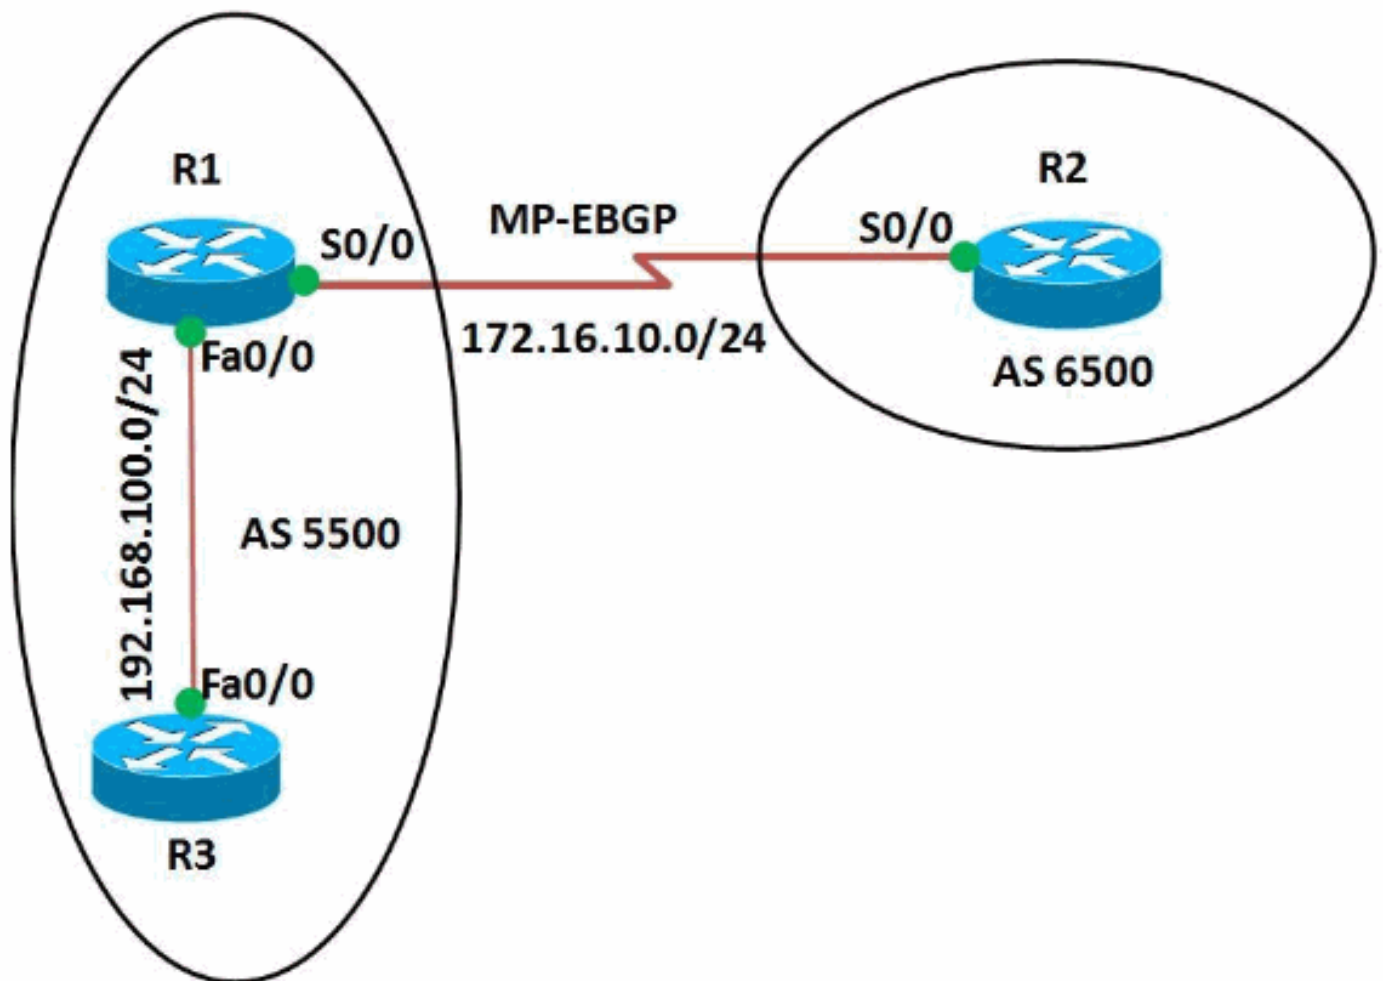 R1
R2
MP-EBGP
S0/0
S0/0
172.16.10.0/24
Fa0/0
AS 6500
192.168.100.0/24
AS 5500
Fa0/0
R3